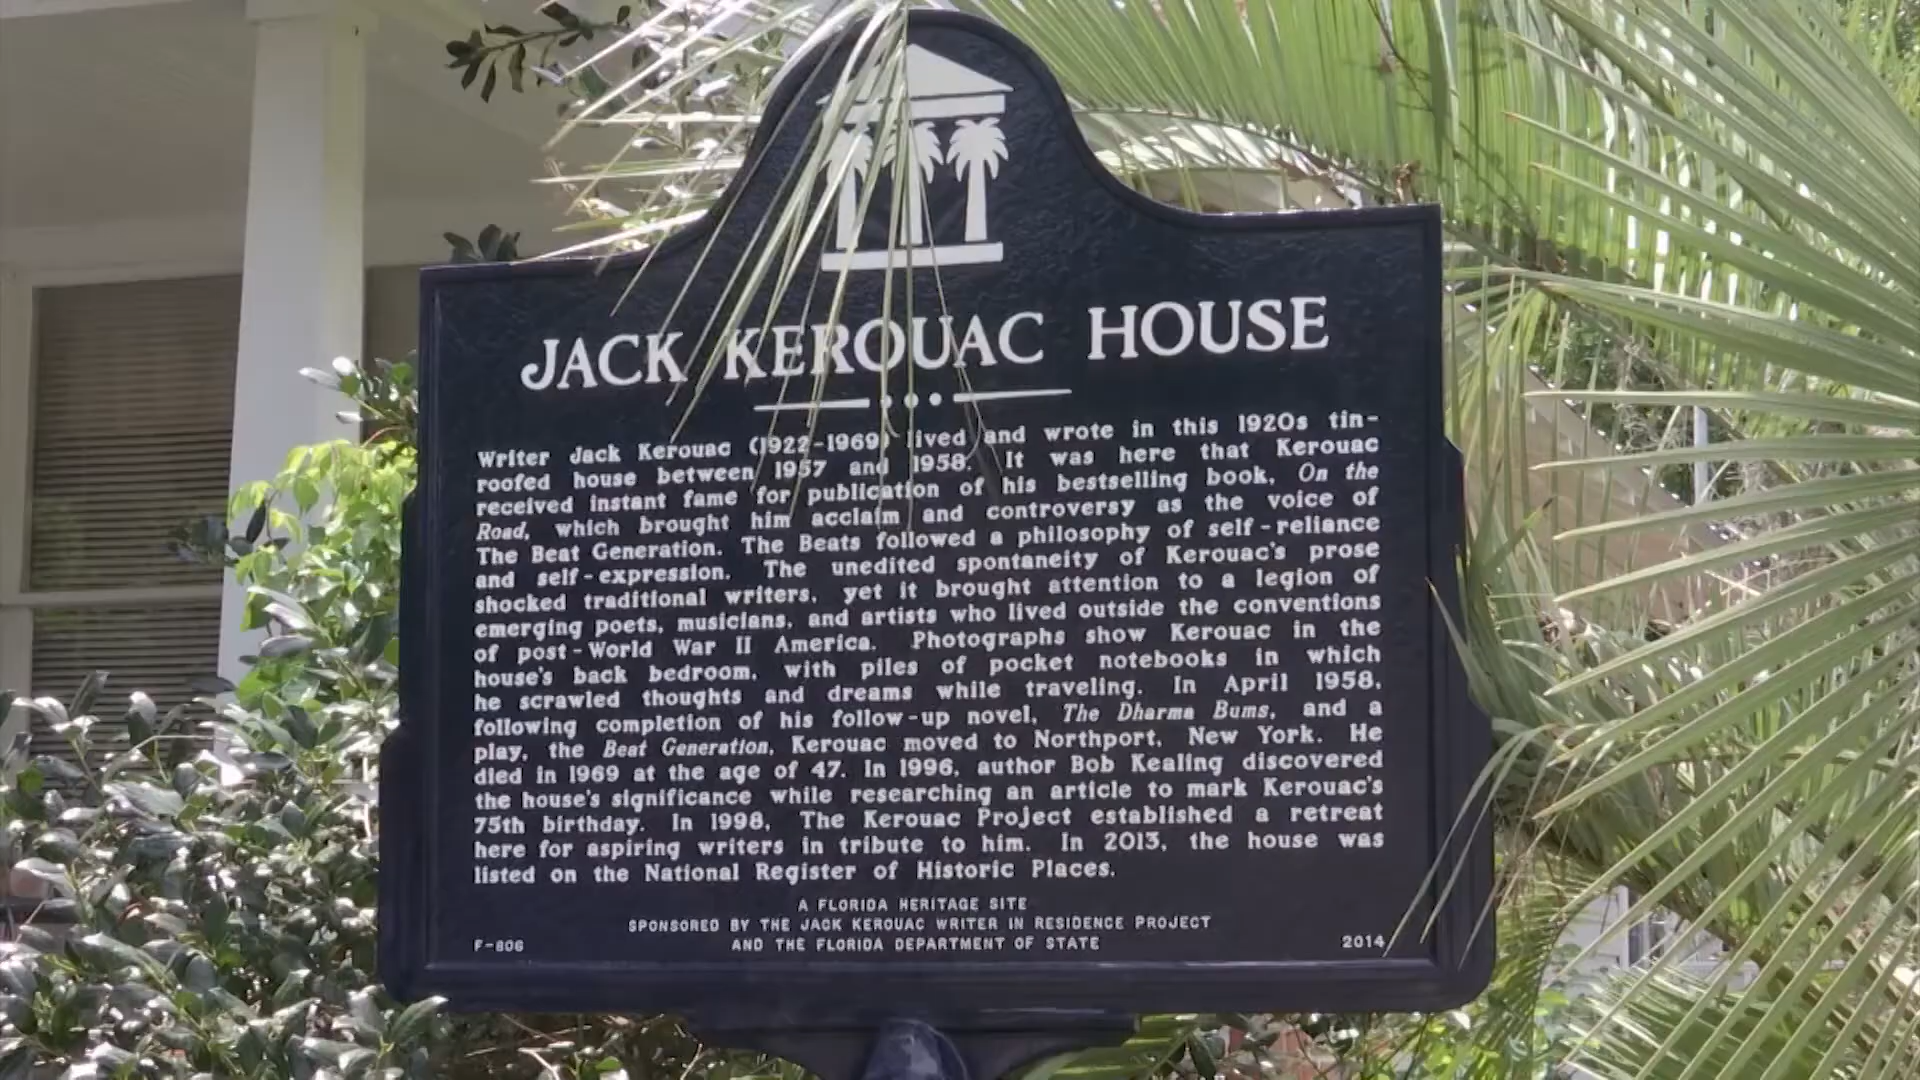 JACK KEROUAC HOUSE
Writer Jack Kerouac (1922-1969) lived and wrote in this 1920s tin-
roofed house between 1957 and 1958. It was here that Kerouac
received instant fame for publication of his bestselling book, On the
Road, which brought him acclaim and controversy as the voice of
The Beat Generation. The Beats followed a philosophy of self-reliance
and self-expression. The unedited spontaneity of Kerouac's prose
shocked traditional writers, yet it brought attention to a legion of
emerging poets, musicians, and artists who lived outside the conventions
of post-World War II America. Photographs show Kerouac in the
house's back bedroom, with piles of pocket notebooks in which
he scrawled thoughts and dreams while traveling. In April 1958,
following completion of his follow-up novel, The Dharma Bums, and a
play, the Beat Generation, Kerouac moved to Northport, New York. He
died in 1969 at the age of 47. In 1996, author Bob Kealing discovered
the house's significance while researching an article to mark Kerouac's
75th birthday. In 1998, The Kerouac Project established a retreat
here for aspiring writers in tribute to him. In 2013, the house was
listed on the National Register of Historic Places.
A FLORIDA HERITAGE SITE
SPONSORED BY THE JACK KEROUAC WRITER IN RESIDENCE PROJECT
F-806 AND THE FLORIDA DEPARTMENT OF STATE 2014